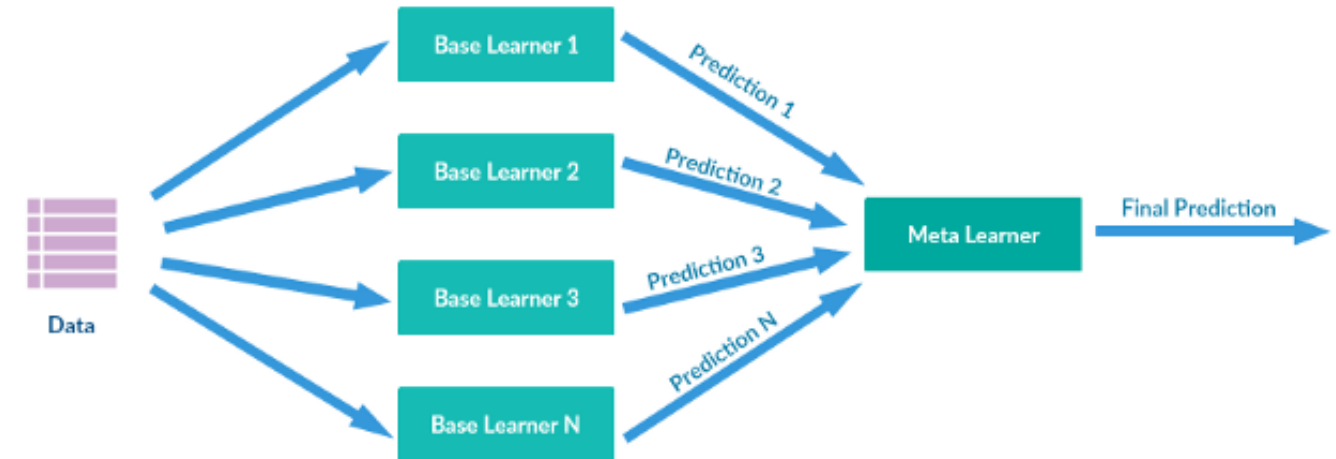 Base Learner 1
Prediction 1
Base Learner 2
Prediction 2
Data
Base Learner 3
Prediction 3
Base Learner N
Prediction N
Meta Learner
Final Prediction